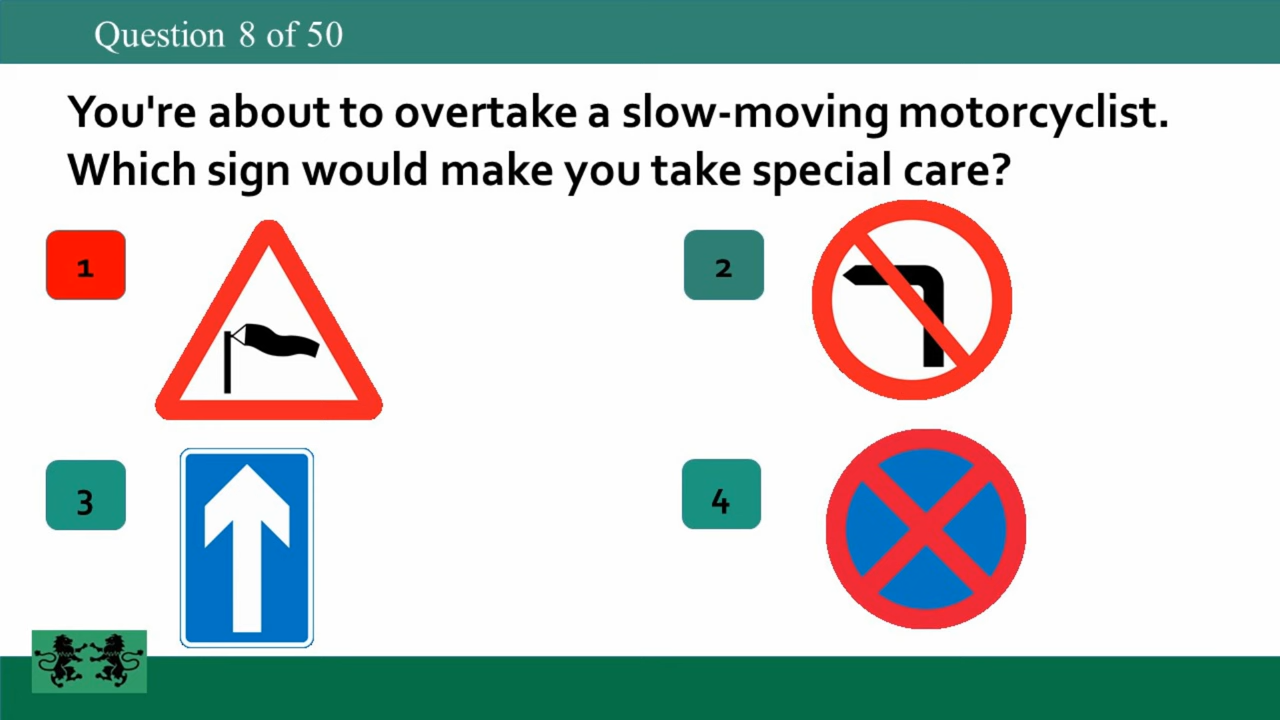 Question 8 of 50
You're about to overtake a slow-moving motorcyclist.
Which sign would make you take special care?
1
2
3
4